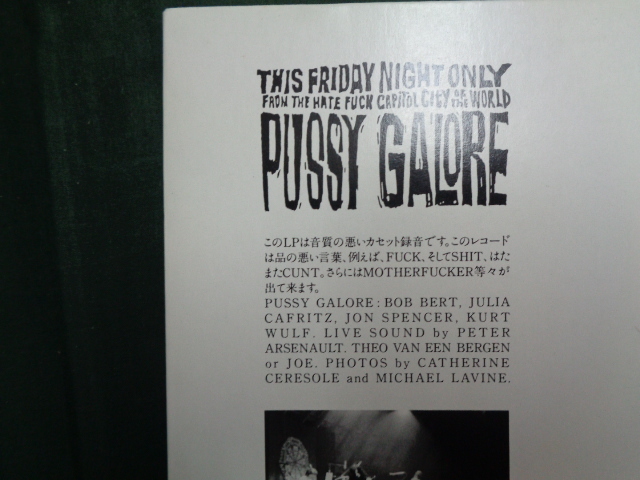 THIS FRIDAY NIGHT ONLY
FROM THE HATE FUCK CAPITOL CITY OF THE WORLD
PUSSY GALORE
このLPは音質の悪いカセット録音です。このレコード
は品の悪い言葉、例えば、FUCK、そしてSHIT、はた
またCUNT。さらにはMOTHERFUCKER等々が
出て来ます。
PUSSY GALORE: BOB BERT, JULIA
CAFRITZ, JON SPENCER, KURT
WULF. LIVE SOUND by PETER
ARSENAULT. THEO VAN EEN BERGEN
or JOE. PHOTOS by CATHERINE
CERESOLE and MICHAEL LAVINE.